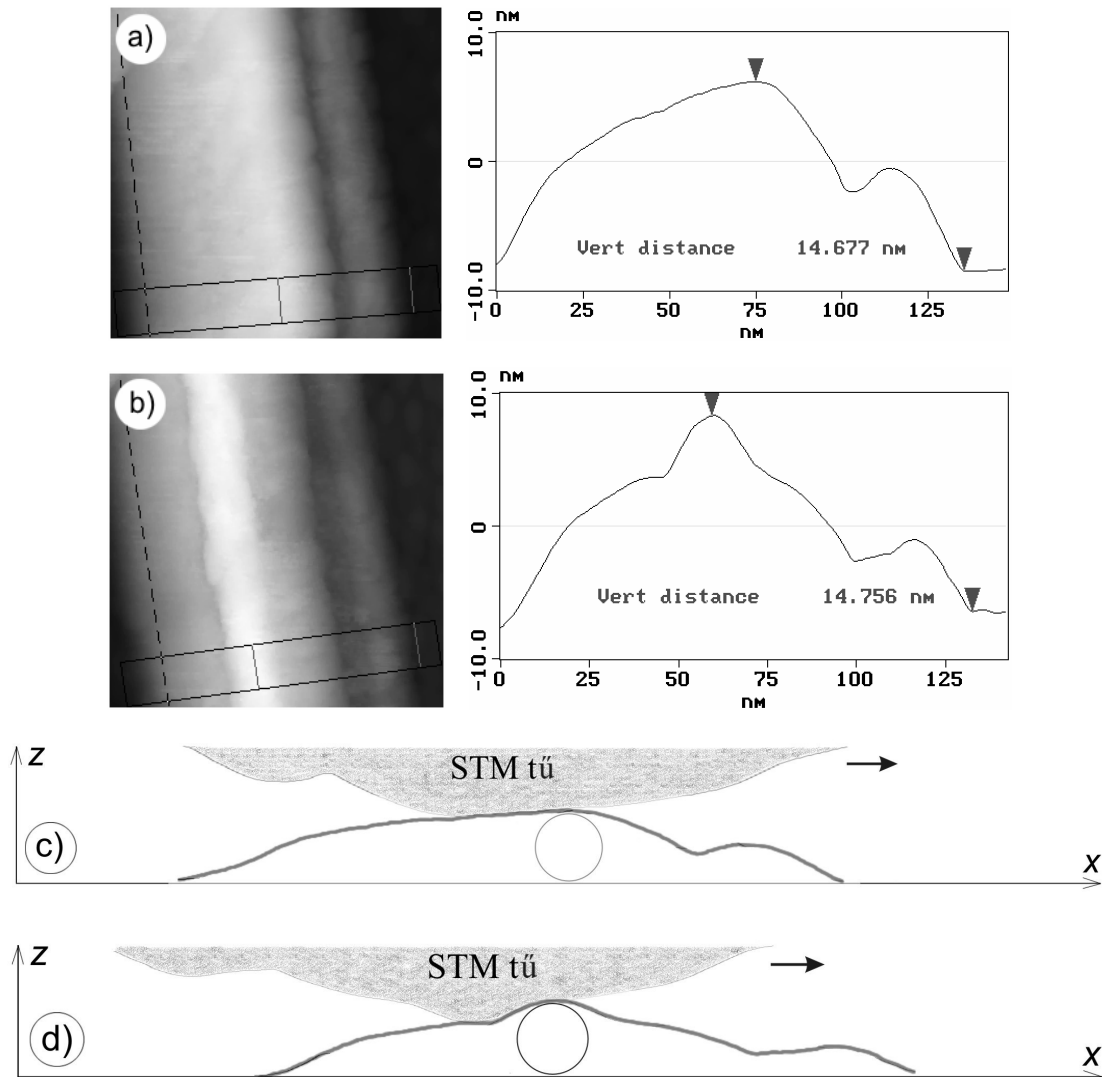 a)
10.0 nm
0
-10.0
Vert distance 14.677 nm
0 25 50 75 100 125
nm
b)
10.0 nm
0
-10.0
Vert distance 14.756 nm
0 25 50 75 100 125
nm
z
STM tű
c)
x
z
STM tű
d)
x